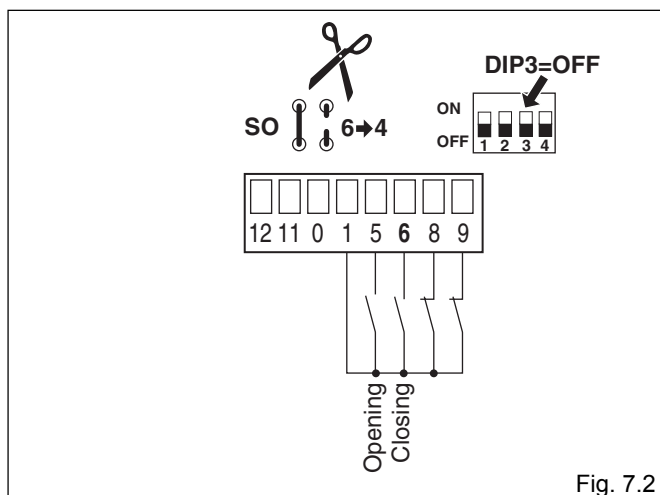 DIP3=OFF
SO
6➔4
ON
OFF
1 2 3 4
12 11 0 1 5 6 8 9
Opening
Closing
Fig. 7.2